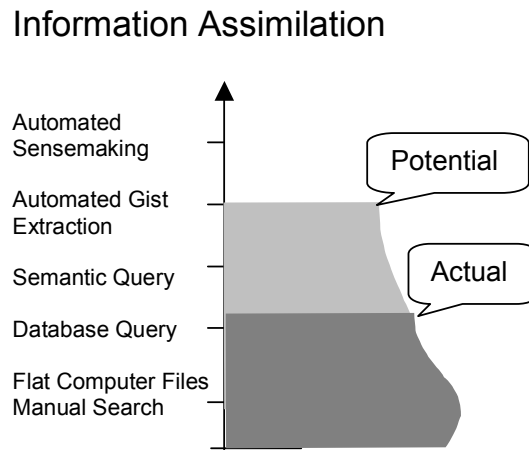 Information Assimilation
Automated
Sensemaking
Potential
Automated Gist
Extraction
Semantic Query
Actual
Database Query
Flat Computer Files
Manual Search